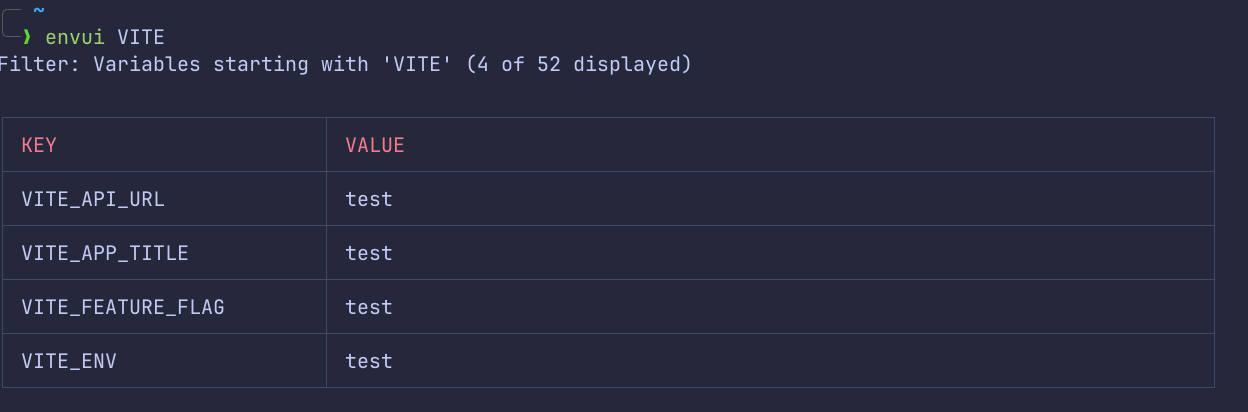 ~
❯ envui VITE
Filter: Variables starting with 'VITE' (4 of 52 displayed)
KEY VALUE
VITE_API_URL test
VITE_APP_TITLE test
VITE_FEATURE_FLAG test
VITE_ENV test